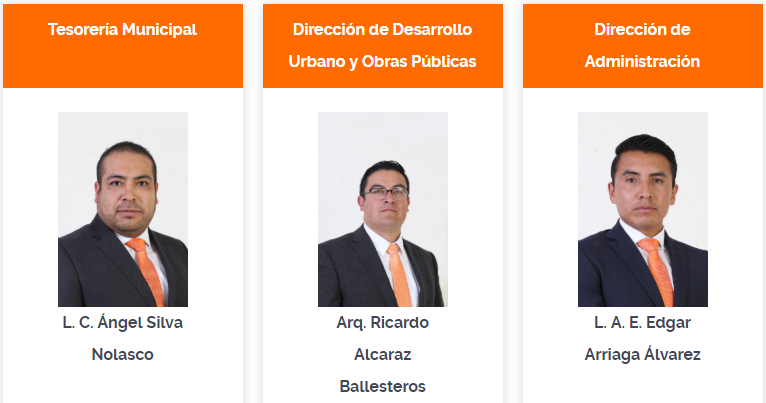 Tesorería Municipal
Dirección de Desarrollo
Urbano y Obras Públicas
Dirección de
Administración
L. C. Ángel Silva
Nolasco
Arq. Ricardo
Alcaraz
Ballesteros
L. A. E. Edgar
Arriaga Álvarez